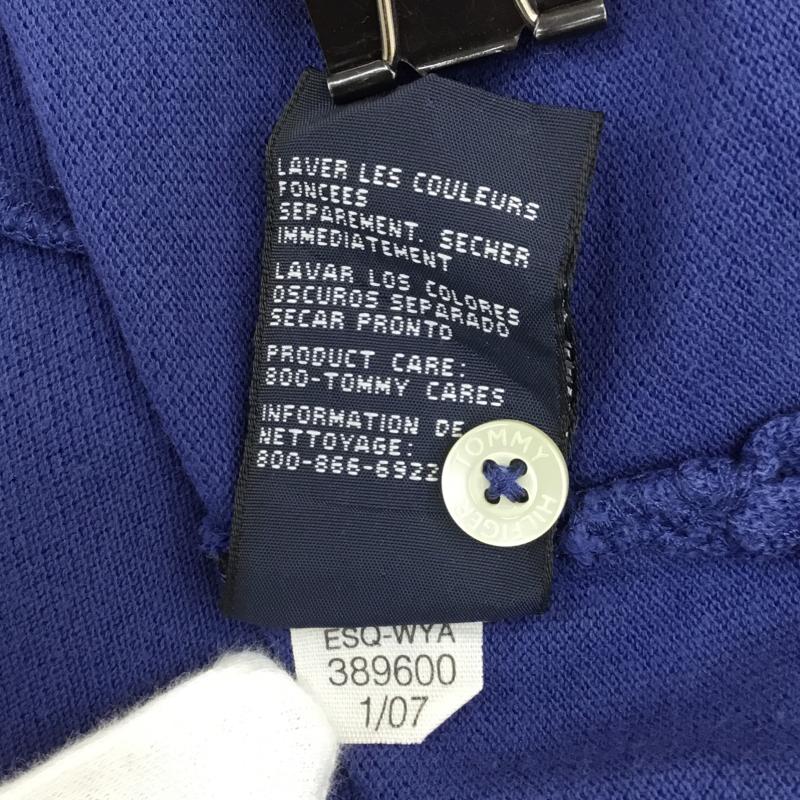 LAVER LES COULEURS
FONCEES
SEPAREMENT. SECHER
IMMEDIATEMENT
LAVAR LOS COLORES
OSCUROS SEPARADO
SECAR PRONTO
PRODUCT CARE:
800-TOMMY CARES
INFORMATION DE
NETTOYAGE:
800-866-6922
TOMMY
HILFIGER
ESQ-WYA
389600
1/07